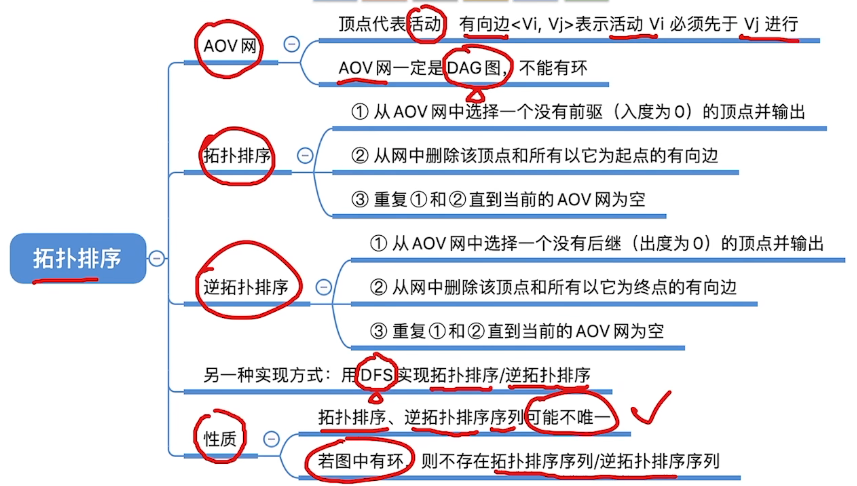 顶点代表活动 有向边<Vi, Vj>表示活动 Vi 必须先于 Vj 进行
AOV网
AOV网一定是DAG图，不能有环
① 从AOV网中选择一个没有前驱（入度为0）的顶点并输出
拓扑排序
② 从网中删除该顶点和所有以它为起点的有向边
③ 重复①和②直到当前的AOV网为空
拓扑排序
① 从AOV网中选择一个没有后继（出度为0）的顶点并输出
逆拓扑排序
② 从网中删除该顶点和所有以它为终点的有向边
③ 重复①和②直到当前的AOV网为空
另一种实现方式：用DFS实现拓扑排序/逆拓扑排序
拓扑排序、逆拓扑排序序列可能不唯一
性质
若图中有环，则不存在拓扑排序序列/逆拓扑排序序列